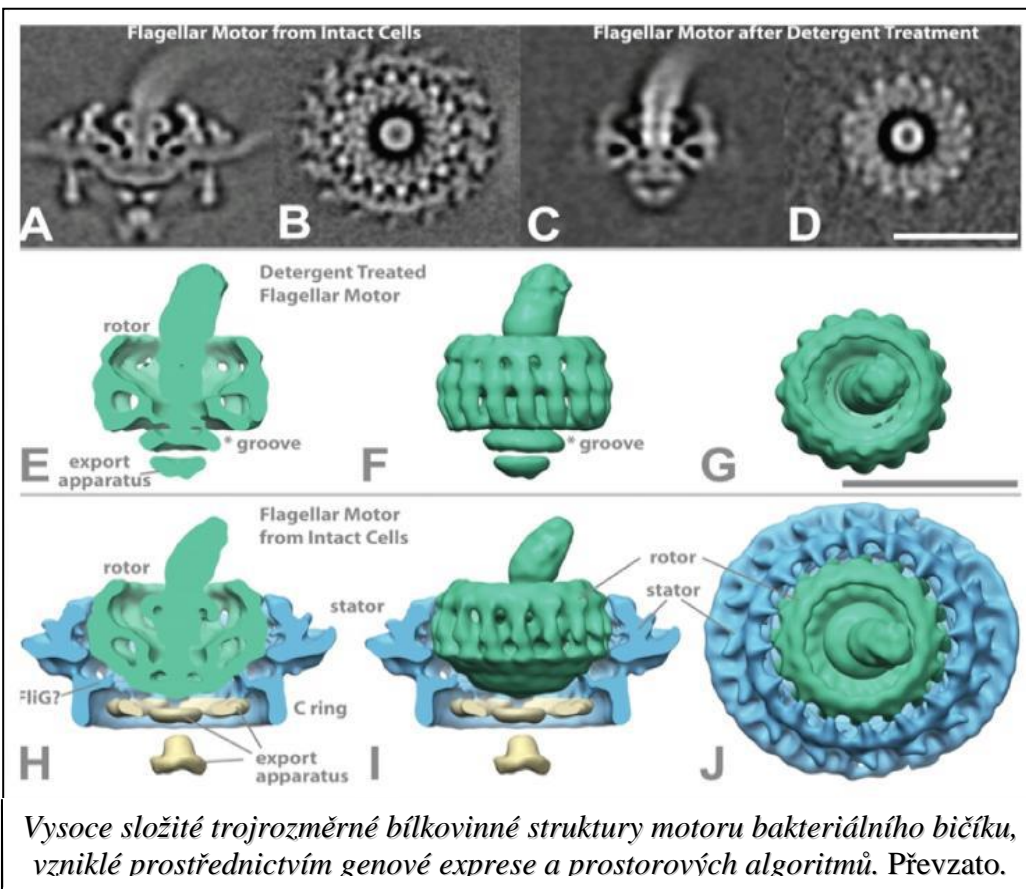 Flagellar Motor from Intact Cells
Flagellar Motor after Detergent Treatment
A
B
C
D
Detergent Treated
Flagellar Motor
rotor
* groove
export
apparatus
E
* groove
F
G
Flagellar Motor
from Intact Cells
rotor
stator
rotor
stator
FliG?
C ring
export
apparatus
H
I
J
Vysoce složité trojrozměrné bílkovinné struktury motoru bakteriálního bičíku,
vzniklé prostřednictvím genové exprese a prostorových algoritmů. Převzato.